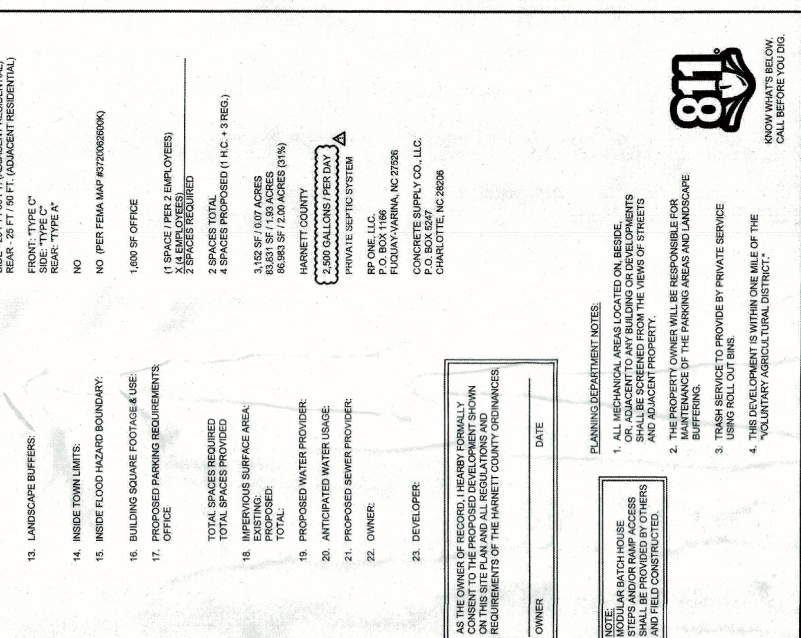 REAR - 25 FT / 50 FT. (ADJACENT RESIDENTIAL)
13. LANDSCAPE BUFFERS:
FRONT: "TYPE C"
SIDE: "TYPE C"
REAR: "TYPE A"
14. INSIDE TOWN LIMITS:
NO
15. INSIDE FLOOD HAZARD BOUNDARY:
NO (PER FEMA MAP #3720062600K)
16. BUILDING SQUARE FOOTAGE & USE:
1,600 SF OFFICE
17. PROPOSED PARKING REQUIREMENTS:
OFFICE
(1 SPACE / PER 2 EMPLOYEES)
X (4 EMPLOYEES)
2 SPACES REQUIRED
TOTAL SPACES REQUIRED
2 SPACES TOTAL
TOTAL SPACES PROVIDED
4 SPACES PROPOSED (1 H.C. + 3 REG.)
18. IMPERVIOUS SURFACE AREA:
EXISTING:
3,152 SF / 0.07 ACRES
PROPOSED:
83,831 SF / 1.93 ACRES
TOTAL:
86,983 SF / 2.00 ACRES (31%)
19. PROPOSED WATER PROVIDER:
HARNETT COUNTY
20. ANTICIPATED WATER USAGE:
2,500 GALLONS / PER DAY
21. PROPOSED SEWER PROVIDER:
PRIVATE SEPTIC SYSTEM
22. OWNER:
RP ONE, LLC.
P.O. BOX 1166
FUQUAY-VARINA, NC 27526
23. DEVELOPER:
CONCRETE SUPPLY CO., LLC.
P.O. BOX 5247
CHARLOTTE, NC 28206
AS THE OWNER OF RECORD, I HEARBY FORMALLY
CONSENT TO THE PROPOSED DEVELOPMENT SHOWN
ON THIS SITE PLAN AND ALL REGULATIONS AND
REQUIREMENTS OF THE HARNETT COUNTY ORDINANCES.
OWNER
DATE
NOTE:
MODULAR BATCH HOUSE
STEPS AND/OR RAMP ACCESS
SHALL BE PROVIDED BY OTHERS
AND FIELD CONSTRUCTED.
PLANNING DEPARTMENT NOTES:
1. ALL MECHANICAL AREAS LOCATED ON, BESIDE,
OR, ADJACENT TO ANY BUILDING OR DEVELOPMENTS
SHALL BE SCREENED FROM THE VIEWS OF STREETS
AND ADJACENT PROPERTY.
2. THE PROPERTY OWNER WILL BE RESPONSIBLE FOR
MAINTENANCE OF THE PARKING AREAS AND LANDSCAPE
BUFFERING.
3. TRASH SERVICE TO PROVIDE BY PRIVATE SERVICE
USING ROLL OUT BINS.
4. THIS DEVELOPMENT IS WITHIN ONE MILE OF THE
"VOLUNTARY AGRICULTURAL DISTRICT."
811
KNOW WHAT'S BELOW.
CALL BEFORE YOU DIG.